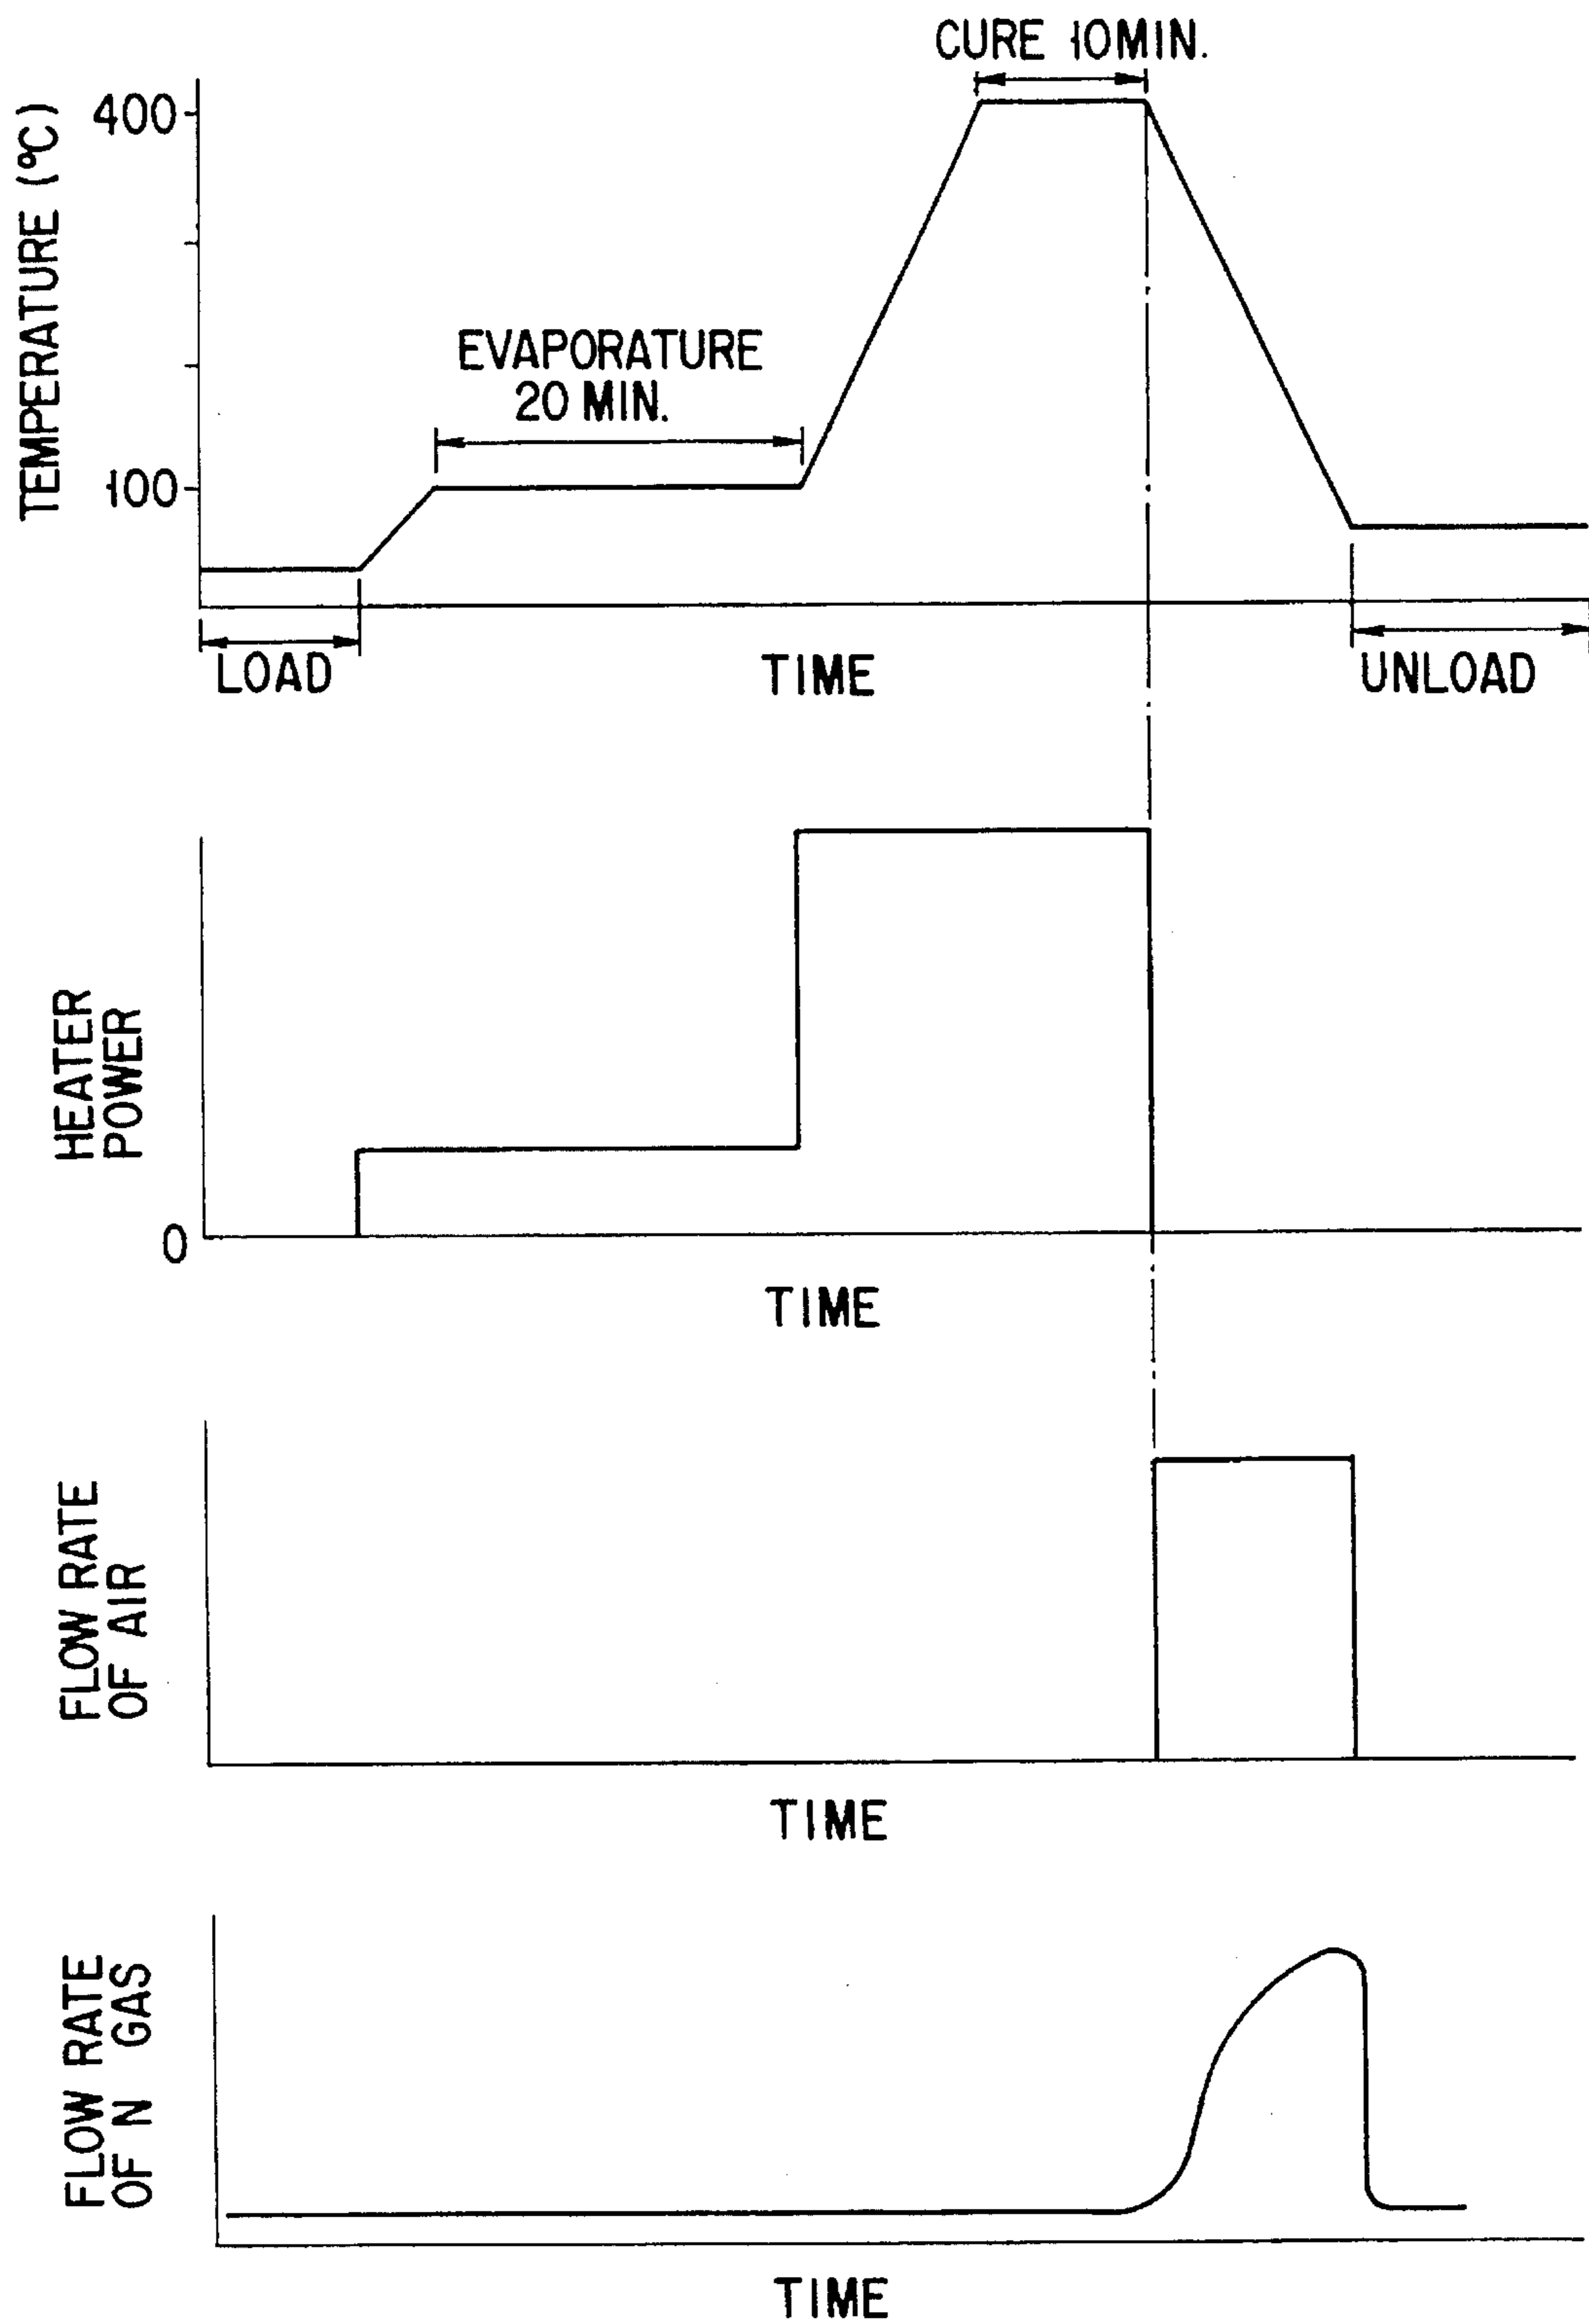 CURE 10MIN.
TEMPERATURE (°C)
400
EVAPORATURE
20 MIN.
100
LOAD
TIME
UNLOAD
HEATER
POWER
0
TIME
FLOW RATE
OF AIR
TIME
FLOW RATE
OF N GAS
TIME